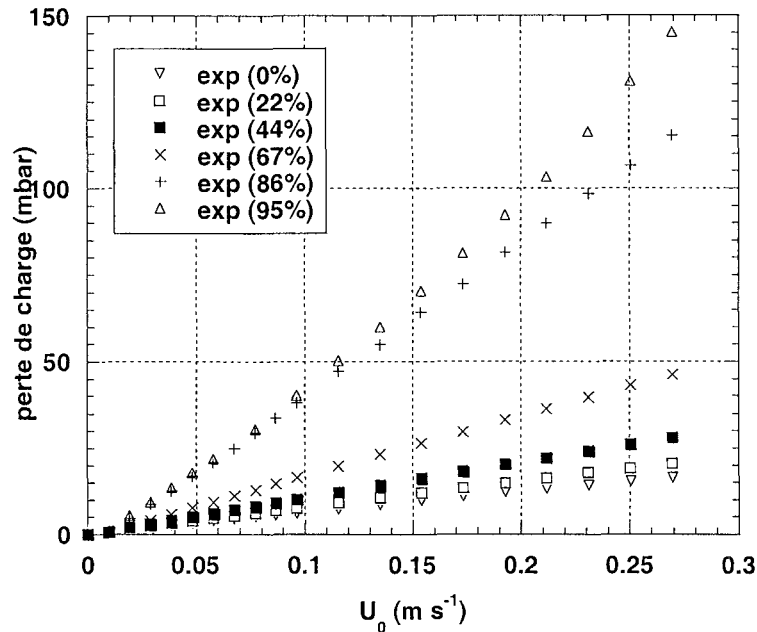 150
exp (0%)
exp (22%)
exp (44%)
exp (67%)
exp (86%)
exp (95%)
100
perte de charge (mbar)
50
0
0 0.05 0.1 0.15 0.2 0.25 0.3
U₀ (m s⁻¹)